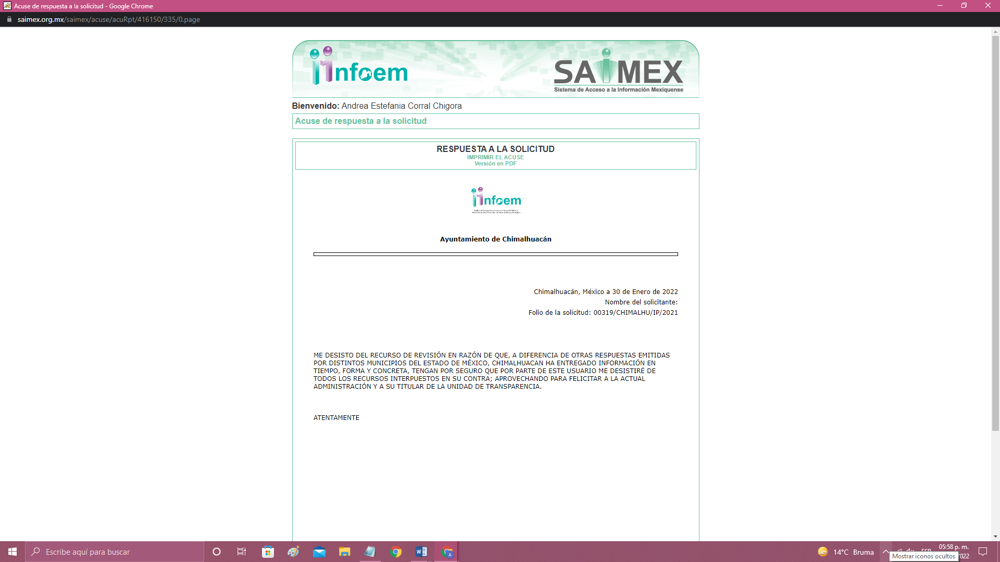 Acuse de respuesta a la solicitud - Google Chrome
saimex.org.mx/saimex/acuse/acuRpt/416150/335/0.page
infoem
SAIMEX
Sistema de Acceso a la Información Mexiquense
Bienvenido: Andrea Estefania Corral Chigora
Acuse de respuesta a la solicitud
RESPUESTA A LA SOLICITUD
IMPRIMIR EL ACUSE
Versión en PDF
infoem
Ayuntamiento de Chimalhuacán
Chimalhuacán, México a 30 de Enero de 2022
Nombre del solicitante:
Folio de la solicitud: 00319/CHIMALHU/IP/2021
ME DESISTO DEL RECURSO DE REVISIÓN EN RAZÓN DE QUE, A DIFERENCIA DE OTRAS RESPUESTAS EMITIDAS
POR DISTINTOS MUNICIPIOS DEL ESTADO DE MÉXICO, CHIMALHUACAN HA ENTREGADO INFORMACIÓN EN
TIEMPO, FORMA Y CONCRETA, TENGAN POR SEGURO QUE POR PARTE DE ESTE USUARIO ME DESISTIRÉ DE
TODOS LOS RECURSOS INTERPUESTOS EN SU CONTRA; APROVECHANDO PARA FELICITAR A LA ACTUAL
ADMINISTRACIÓN Y A SU TITULAR DE LA UNIDAD DE TRANSPARENCIA.
ATENTAMENTE
Escribe aquí para buscar
14°C Bruma
05:58 p. m.
Mostrar iconos ocultos